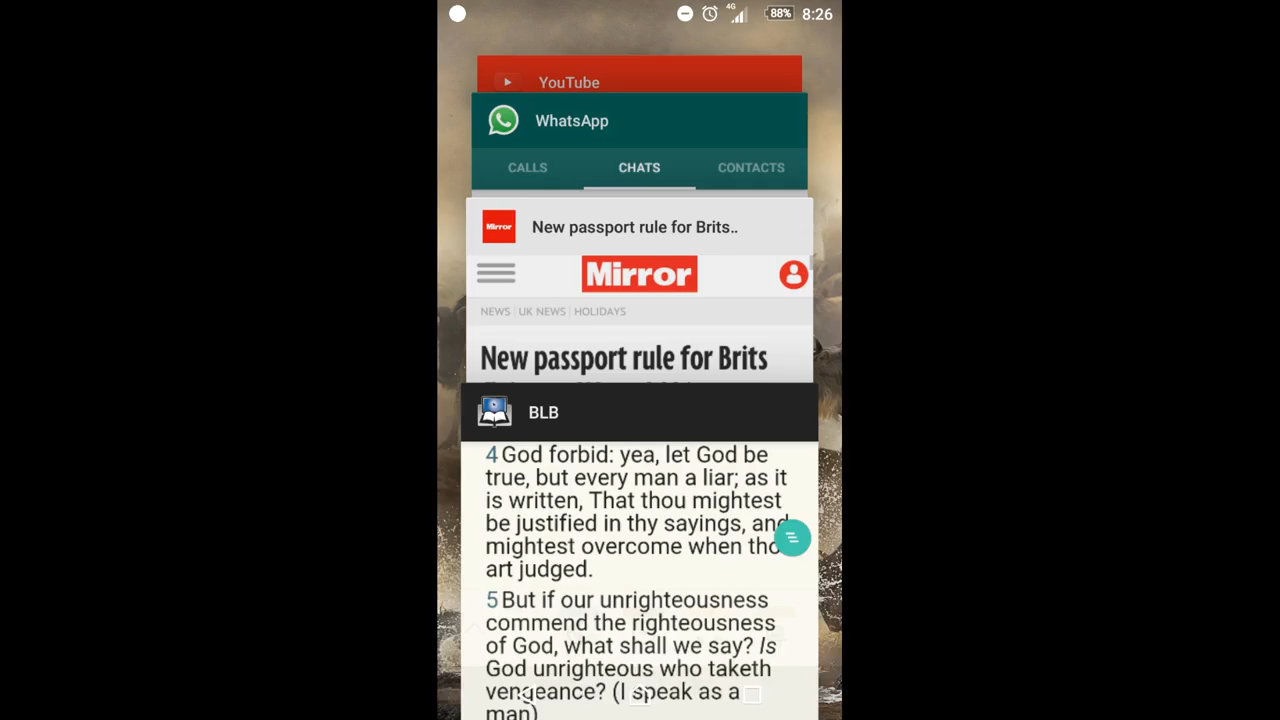 4G 88% 8:26
YouTube
WhatsApp
CALLS CHATS CONTACTS
Mirror New passport rule for Brits..
Mirror
NEWS UK NEWS HOLIDAYS
New passport rule for Brits
BLB
4 God forbid: yea, let God be
true, but every man a liar; as it
is written, That thou mightest
be justified in thy sayings, and
mightest overcome when tho
art judged.
5 But if our unrighteousness
commend the righteousness
of God, what shall we say? Is
God unrighteous who taketh
vengeance? (I speak as a
man)